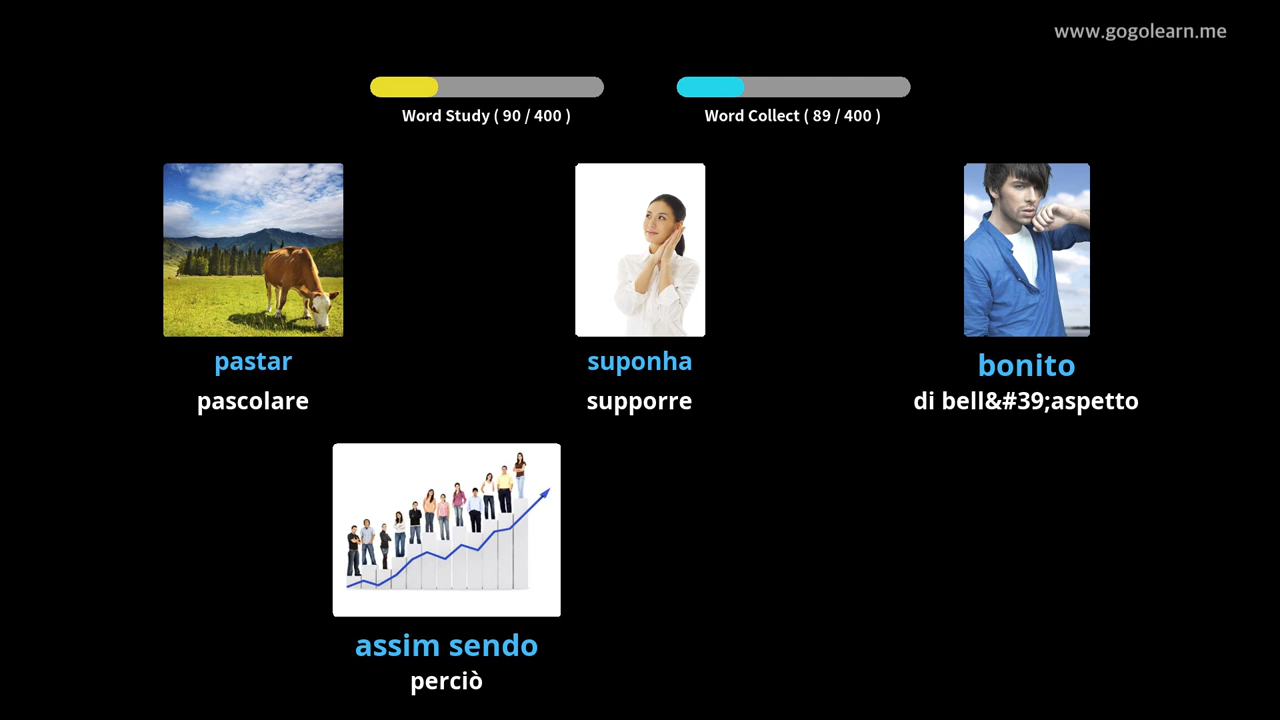 www.gogolearn.me
Word Study ( 90 / 400 )
Word Collect ( 89 / 400 )
pastar
pascolare
suponha
supporre
bonito
di bell&#39;aspetto
assim sendo
perciò